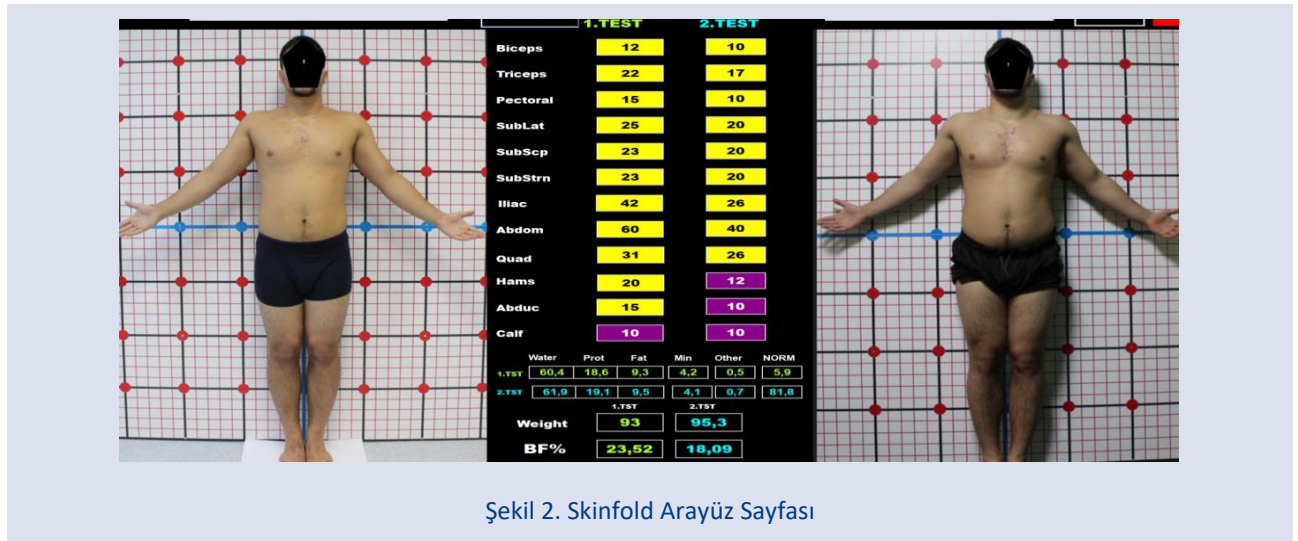 1.TEST 2.TEST
Biceps 12 10
Triceps 22 17
Pectoral 15 10
SubLat 25 20
SubScp 23 20
SubStrn 23 20
Iliac 42 26
Abdom 60 40
Quad 31 26
Hams 20 12
Abduc 15 10
Calf 10 10
Water Prot Fat Min Other NORM
1.TST 60,4 18,6 9,3 4,2 0,5 5,9
2.TST 61,9 19,1 9,5 4,1 0,7 81,8
1.TST 2.TST
Weight 93 95,3
BF% 23,52 18,09
Şekil 2. Skinfold Arayüz Sayfası